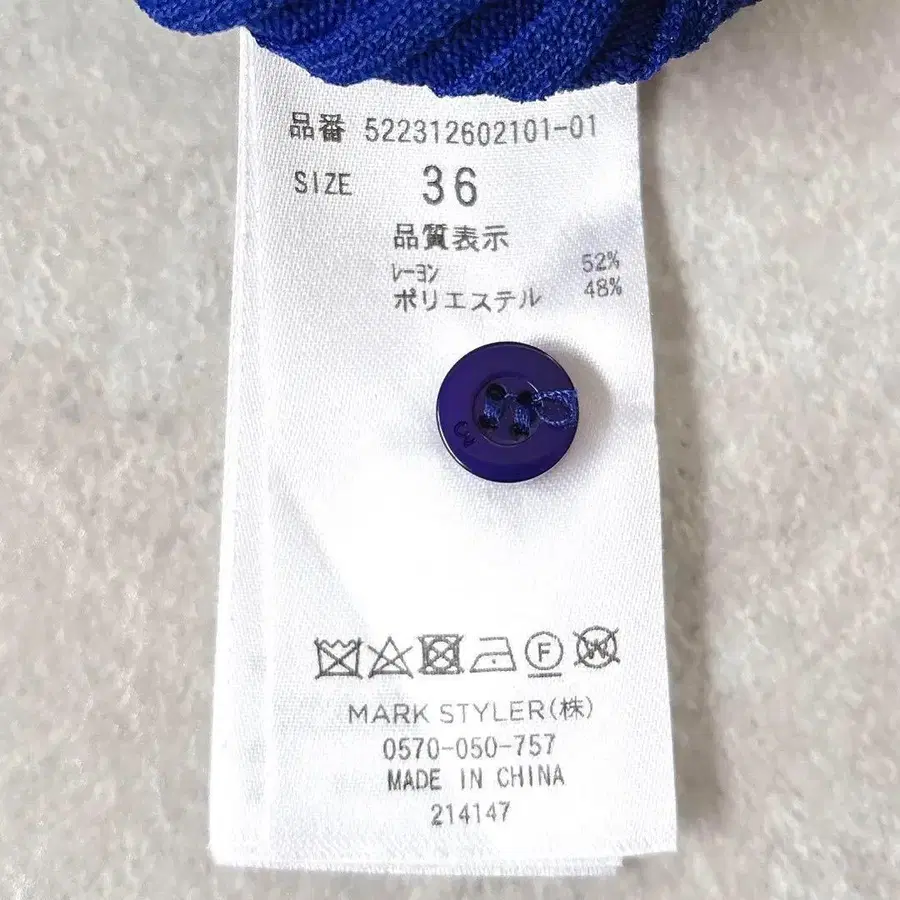 品番 522312602101-01
SIZE 36
品質表示
レーヨン 52%
ポリエステル 48%
F
W
MARK STYLER(株)
0570-050-757
MADE IN CHINA
214147